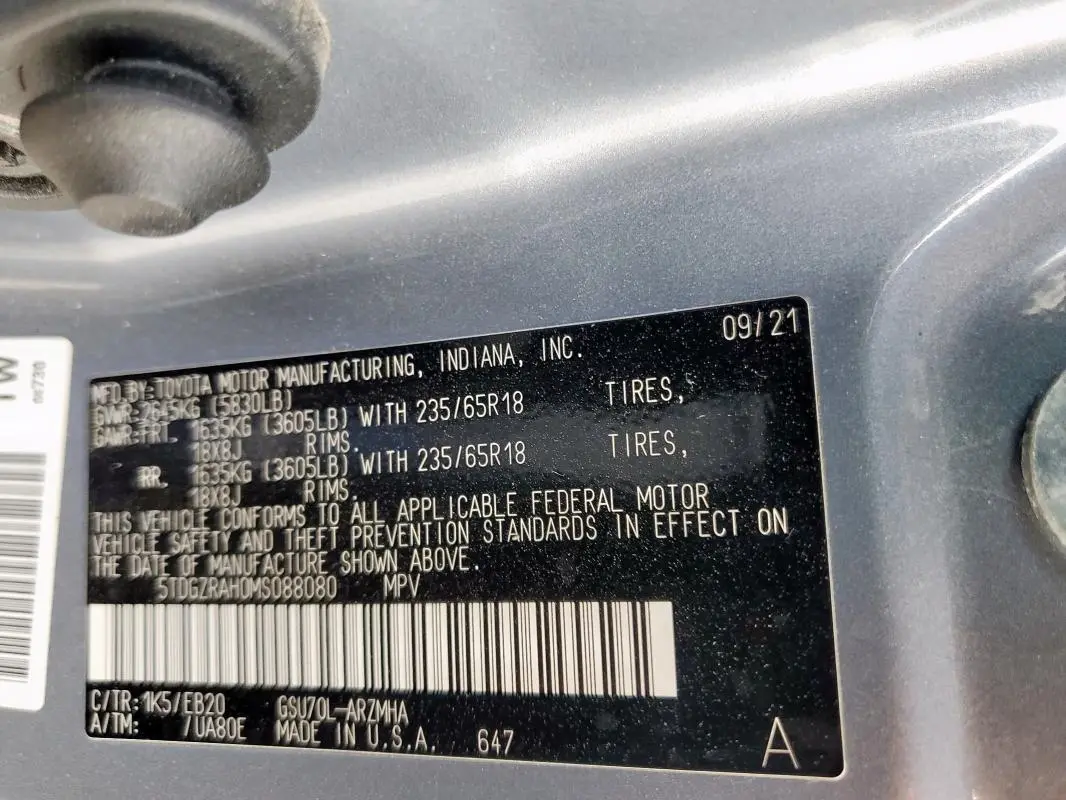 09/21
MFD.BY:TOYOTA MOTOR MANUFACTURING, INDIANA, INC.
GVWR:2645KG (5830LB)
GAWR:FRT. 1635KG (3605LB) WITH 235/65R18 TIRES,
18X8J RIMS.
RR. 1635KG (3605LB) WITH 235/65R18 TIRES,
18X8J RIMS.
THIS VEHICLE CONFORMS TO ALL APPLICABLE FEDERAL MOTOR
VEHICLE SAFETY AND THEFT PREVENTION STANDARDS IN EFFECT ON
THE DATE OF MANUFACTURE SHOWN ABOVE.
5TDGZRAH0MS088080 MPV
C/TR:1K5/EB20 GSU70L-ARZMHA
A/TM: /UA80E MADE IN U.S.A. 647
A